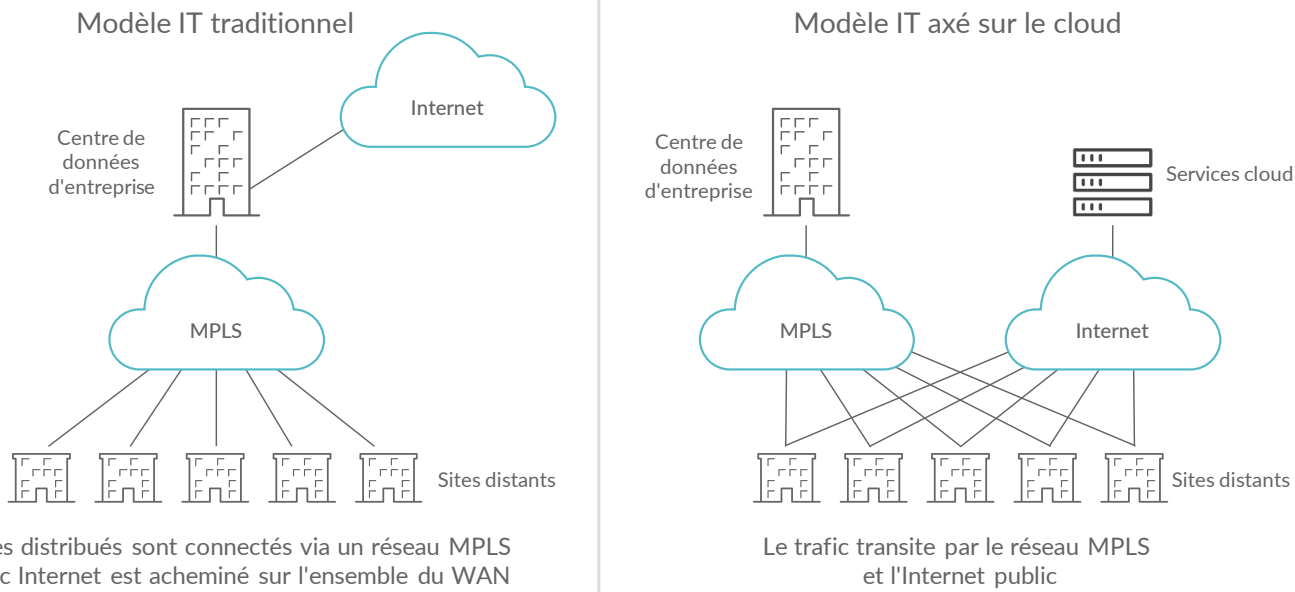 Modèle IT traditionnel
Internet
Centre de
données
d'entreprise
MPLS
Sites distants
distribués sont connectés via un réseau MPLS
Internet est acheminé sur l'ensemble du WAN
Modèle IT axé sur le cloud
Centre de
données
d'entreprise
Services cloud
MPLS
Internet
Sites distants
Le trafic transite par le réseau MPLS
et l'Internet public